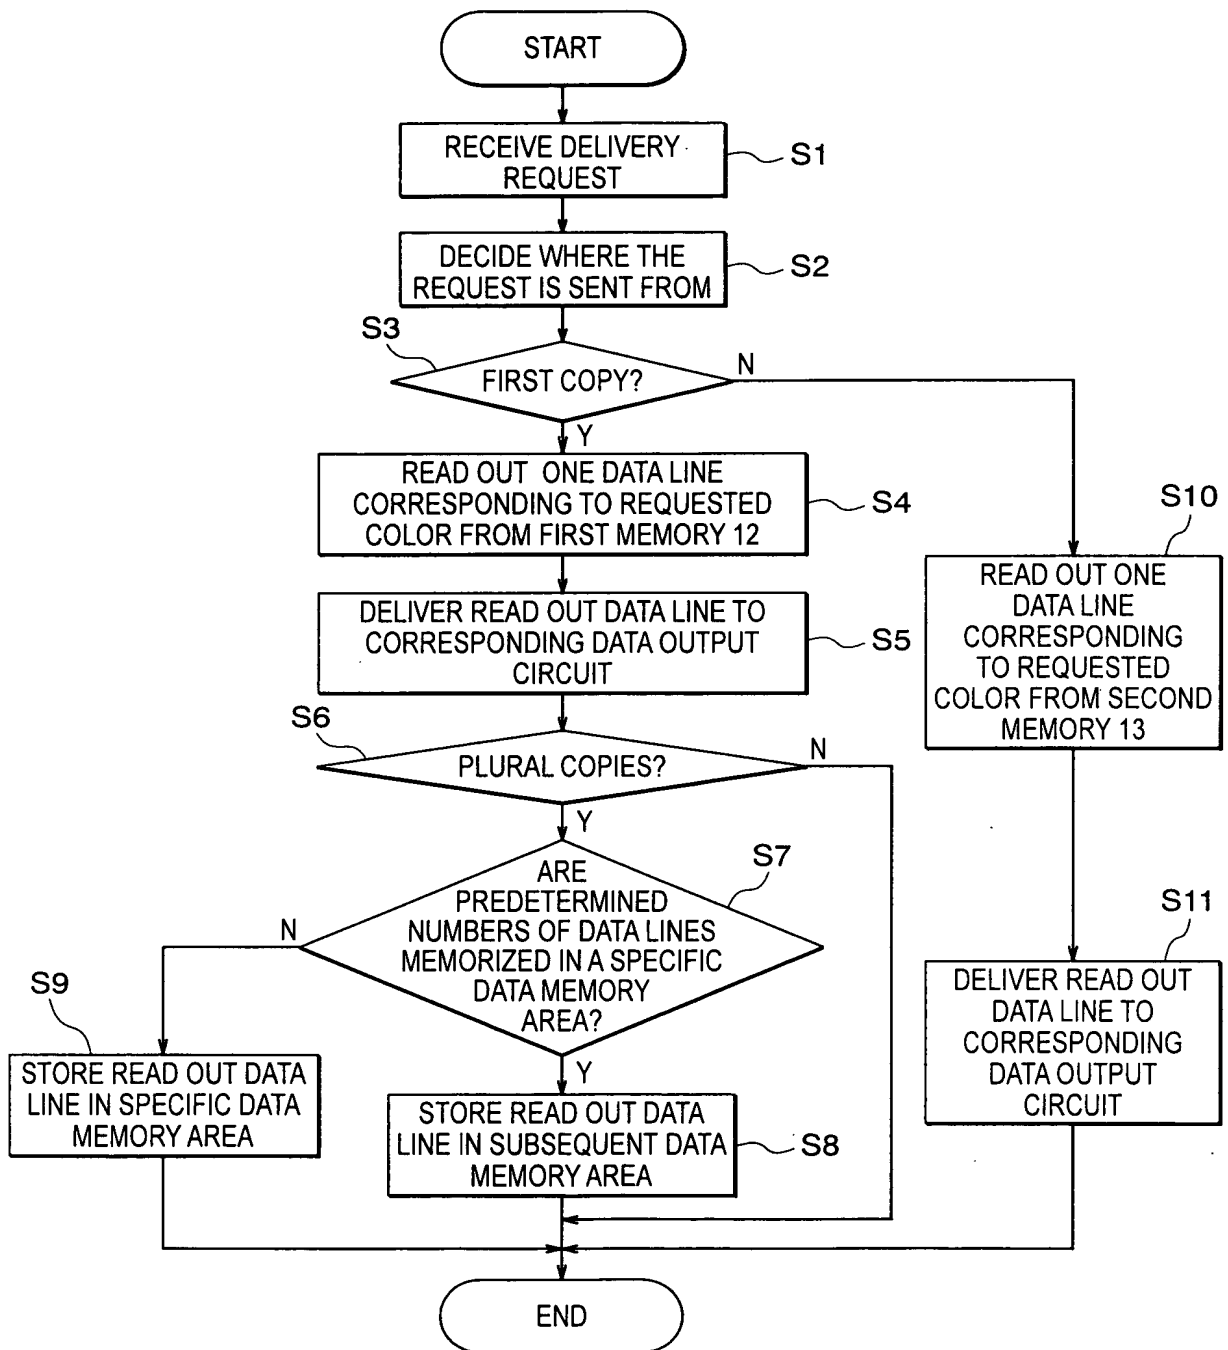 START
RECEIVE DELIVERY
REQUEST
S1
DECIDE WHERE THE
REQUEST IS SENT FROM
S2
S3
FIRST COPY?
N
Y
READ OUT ONE DATA LINE
CORRESPONDING TO REQUESTED
COLOR FROM FIRST MEMORY 12
S4
S10
READ OUT ONE
DATA LINE
CORRESPONDING
TO REQUESTED
COLOR FROM SECOND
MEMORY 13
DELIVER READ OUT DATA LINE TO
CORRESPONDING DATA OUTPUT
CIRCUIT
S5
S6
PLURAL COPIES?
N
Y
S7
ARE
PREDETERMINED
NUMBERS OF DATA LINES
MEMORIZED IN A SPECIFIC
DATA MEMORY
AREA?
N
Y
S9
STORE READ OUT DATA
LINE IN SPECIFIC DATA
MEMORY AREA
STORE READ OUT DATA
LINE IN SUBSEQUENT DATA
MEMORY AREA
S8
S11
DELIVER READ OUT
DATA LINE TO
CORRESPONDING
DATA OUTPUT
CIRCUIT
END